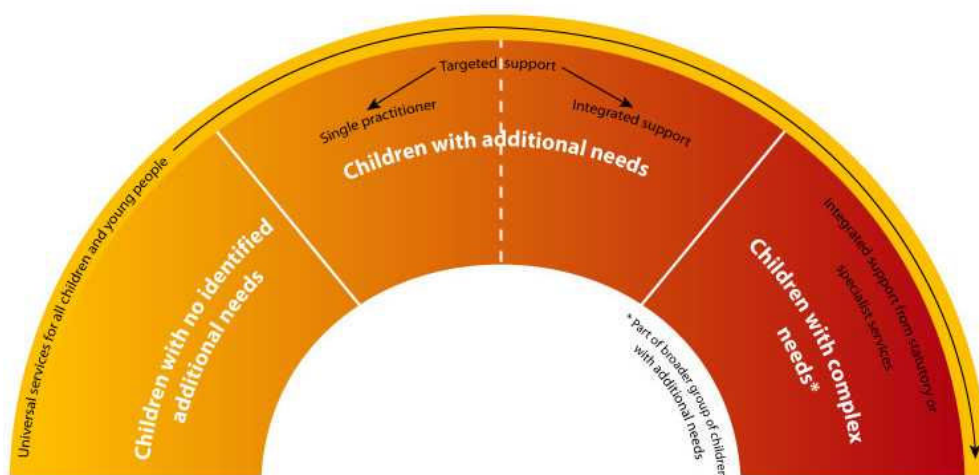 Universal services for all children and young people
Children with no identified
additional needs
Targeted support
Single practitioner
Integrated support
Children with additional needs
Integrated support from statutory or
specialist services
Children with complex
needs*
* Part of broader group of children
with additional needs